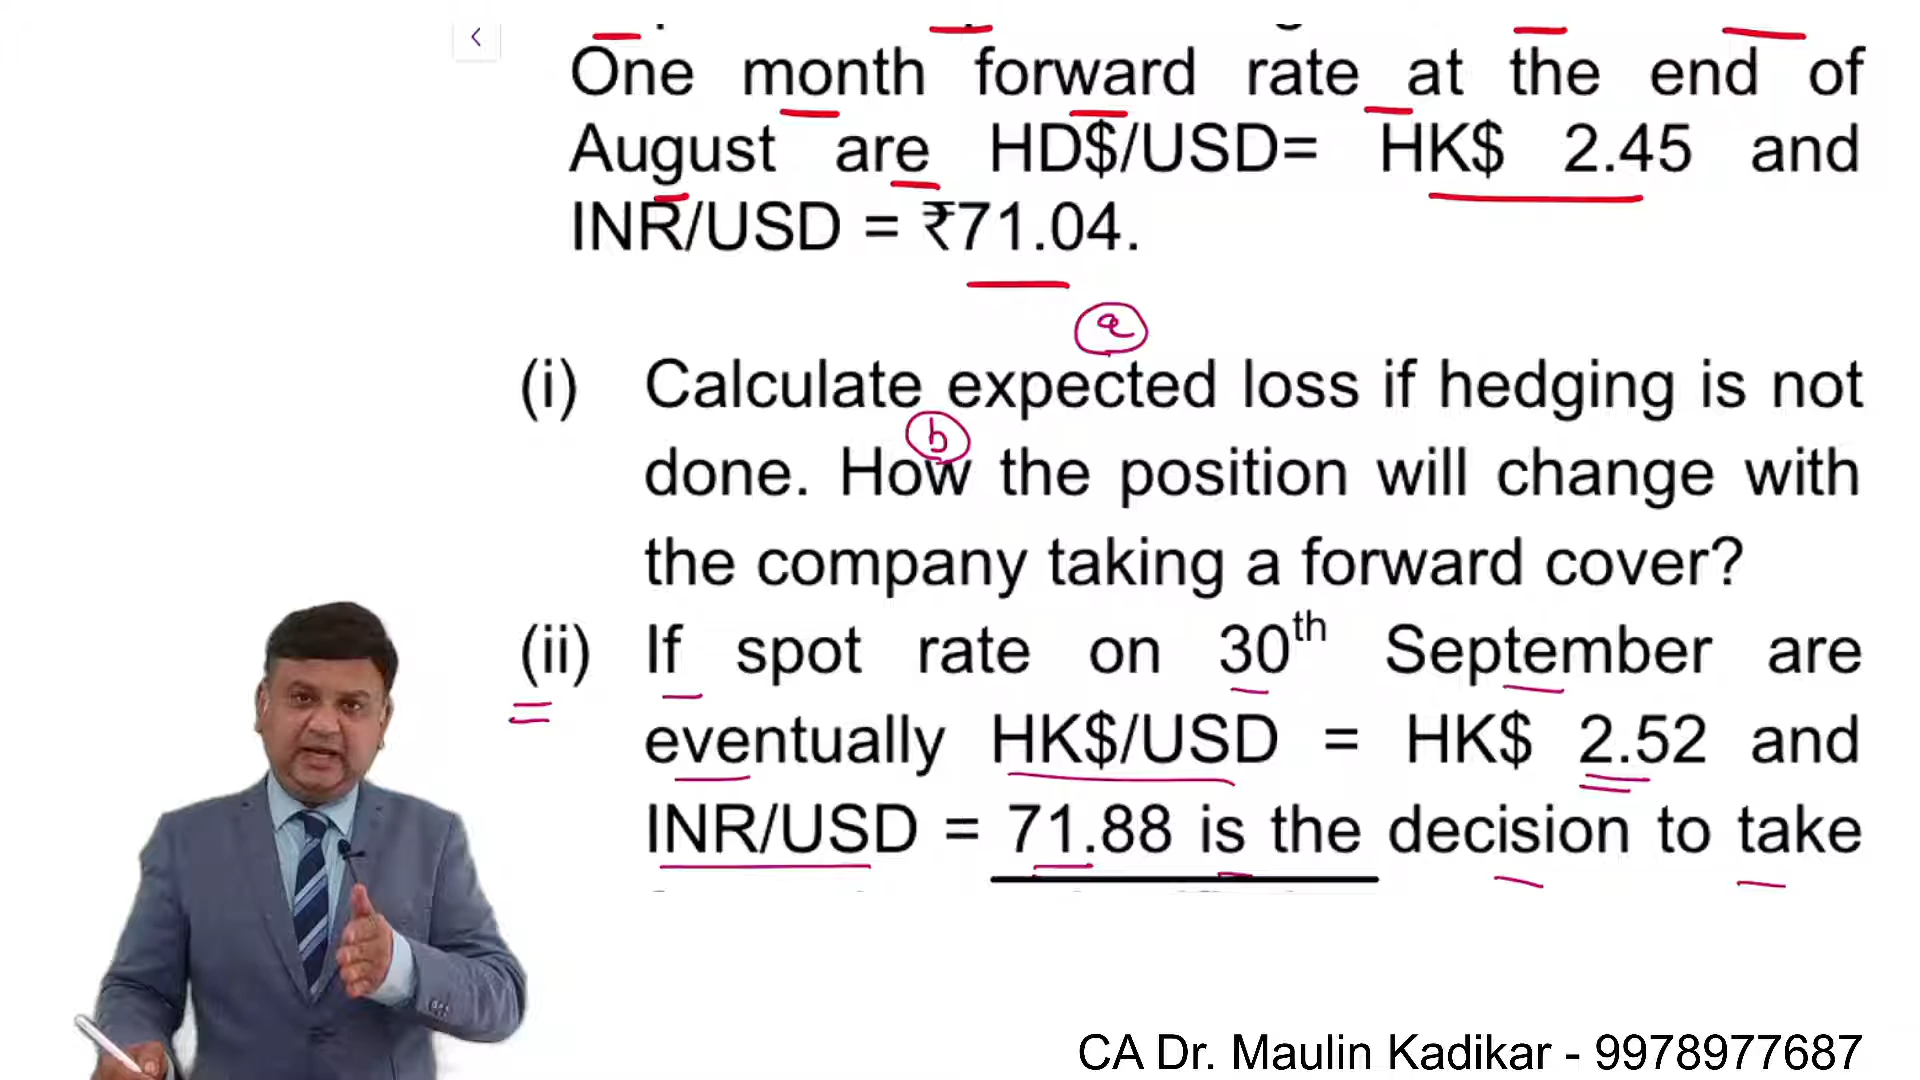 One month forward rate at the end of
August are HD$/USD= HK$ 2.45 and
INR/USD = ₹71.04.
a
(i) Calculate expected loss if hedging is not
b
done. How the position will change with
the company taking a forward cover?
(ii) If spot rate on 30th September are
eventually HK$/USD = HK$ 2.52 and
INR/USD = 71.88 is the decision to take
CA Dr. Maulin Kadikar - 9978977687